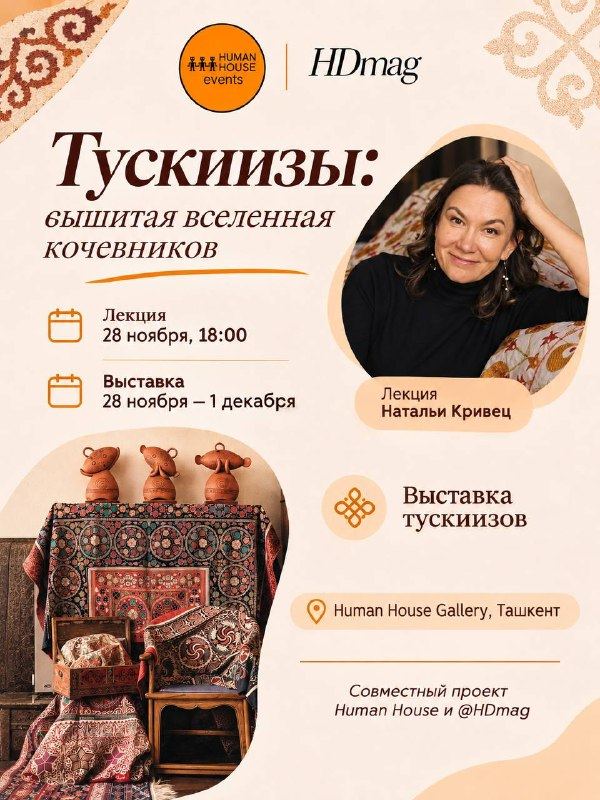 HUMAN
HOUSE
events
HDmag
Тускиизы:
вышитая вселенная
кочевников
Лекция
28 ноября, 18:00
Выставка
28 ноября – 1 декабря
Лекция
Натальи Кривец
Выставка
тускиизов
Human House Gallery, Ташкент
Совместный проект
Human House и @HDmag